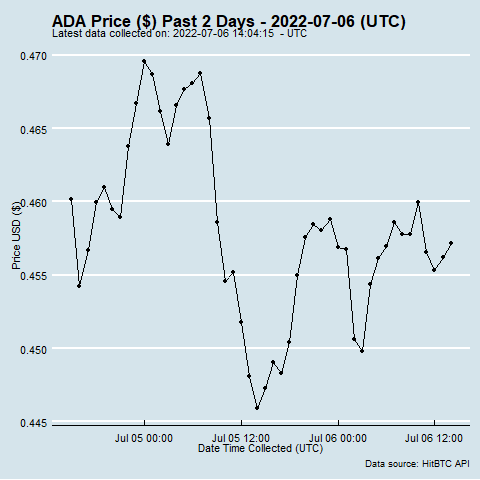 ADA Price ($) Past 2 Days - 2022-07-06 (UTC)
Latest data collected on: 2022-07-06 14:04:15 - UTC
0.470
0.465
0.460
0.455
0.450
0.445
Price USD ($)
Jul 05 00:00 Jul 05 12:00 Jul 06 00:00 Jul 06 12:00
Date Time Collected (UTC)
Data source: HitBTC API